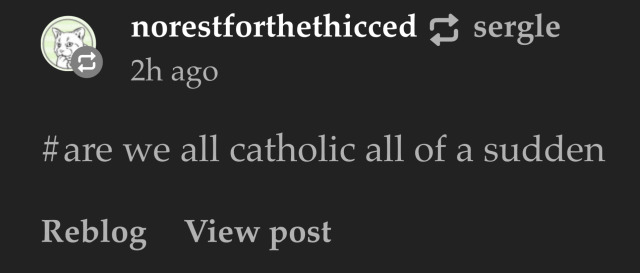 norestforthethicced sergle
2h ago
#are we all catholic all of a sudden
Reblog View post